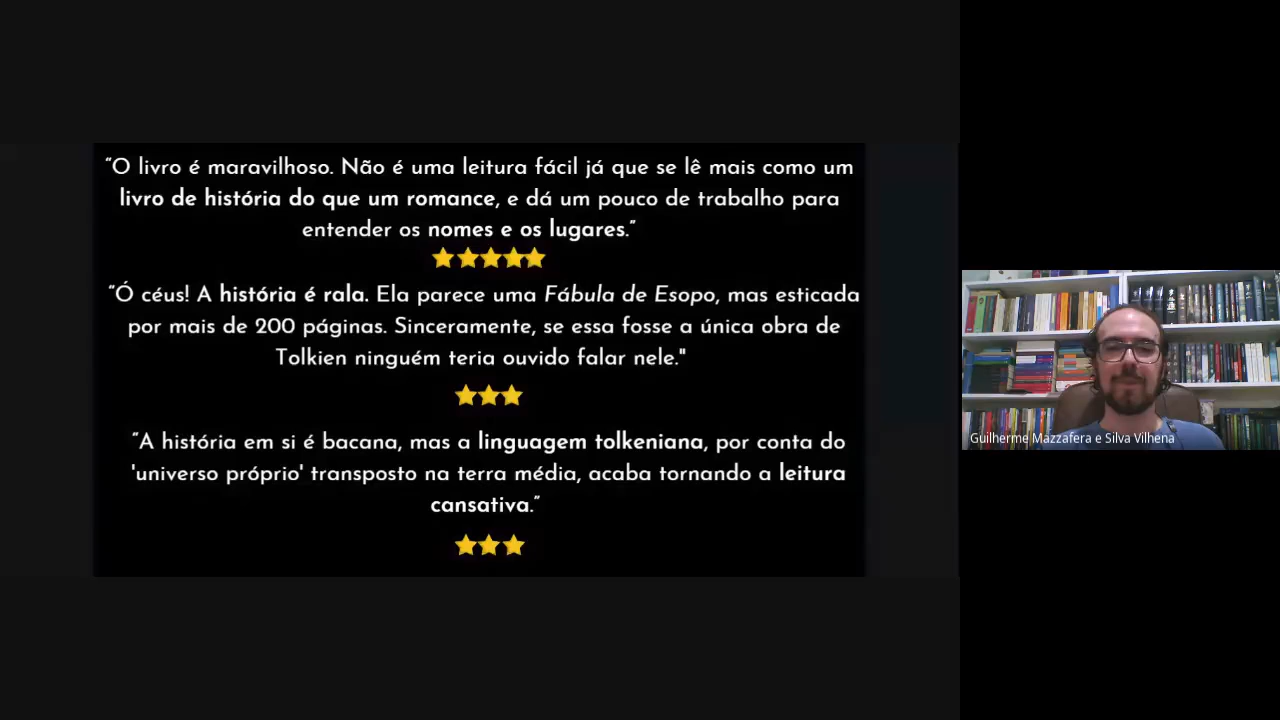 “O livro é maravilhoso. Não é uma leitura fácil já que se lê mais como um
livro de história do que um romance, e dá um pouco de trabalho para
entender os nomes e os lugares.”
“Ó céus! A história é rala. Ela parece uma Fábula de Esopo, mas esticada
por mais de 200 páginas. Sinceramente, se essa fosse a única obra de
Tolkien ninguém teria ouvido falar nele."
“A história em si é bacana, mas a linguagem tolkeniana, por conta do
'universo próprio' transposto na terra média, acaba tornando a leitura
cansativa.”
Guilherme Mazzafera e Silva Vilhena